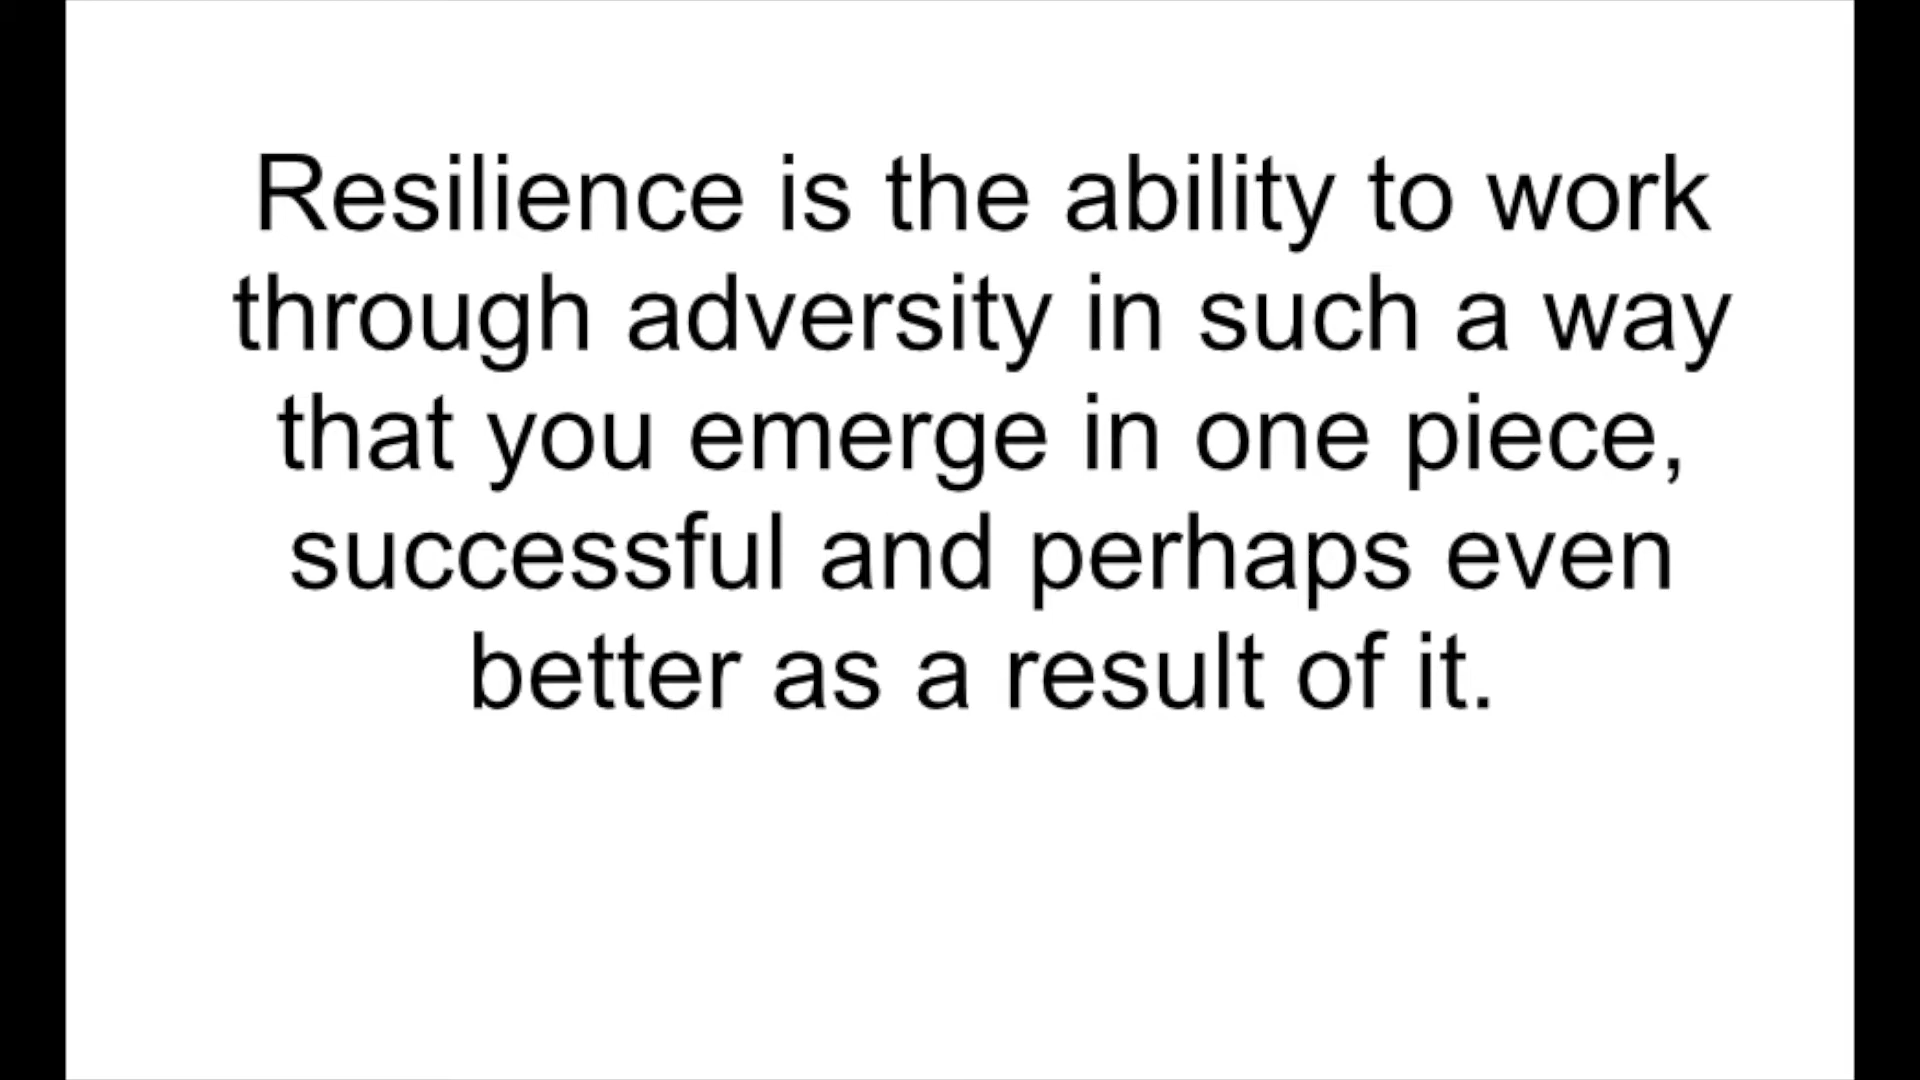 Resilience is the ability to work
through adversity in such a way
that you emerge in one piece,
successful and perhaps even
better as a result of it.